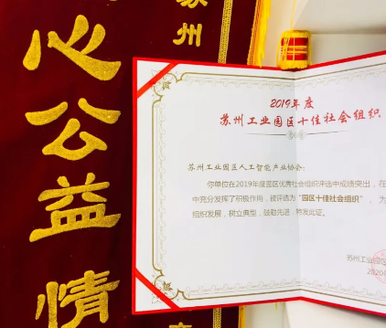 苏州
心公益情
2019年度
苏州工业园区十佳社会组织
苏州工业园区人工智能产业协会:
你单位在2019年度园区优秀社会组织评选中成绩突出,在
中充分发挥了积极作用,被评选为“园区十佳社会组织”,为
组织发展,树立典型,鼓励先进,特发此证。
苏州工业园
2020